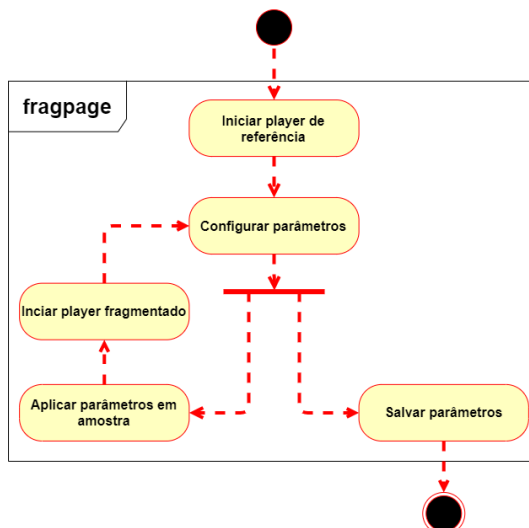 fragpage
Iniciar player de
referência
Configurar parâmetros
Inciar player fragmentado
Aplicar parâmetros em
amostra
Salvar parâmetros